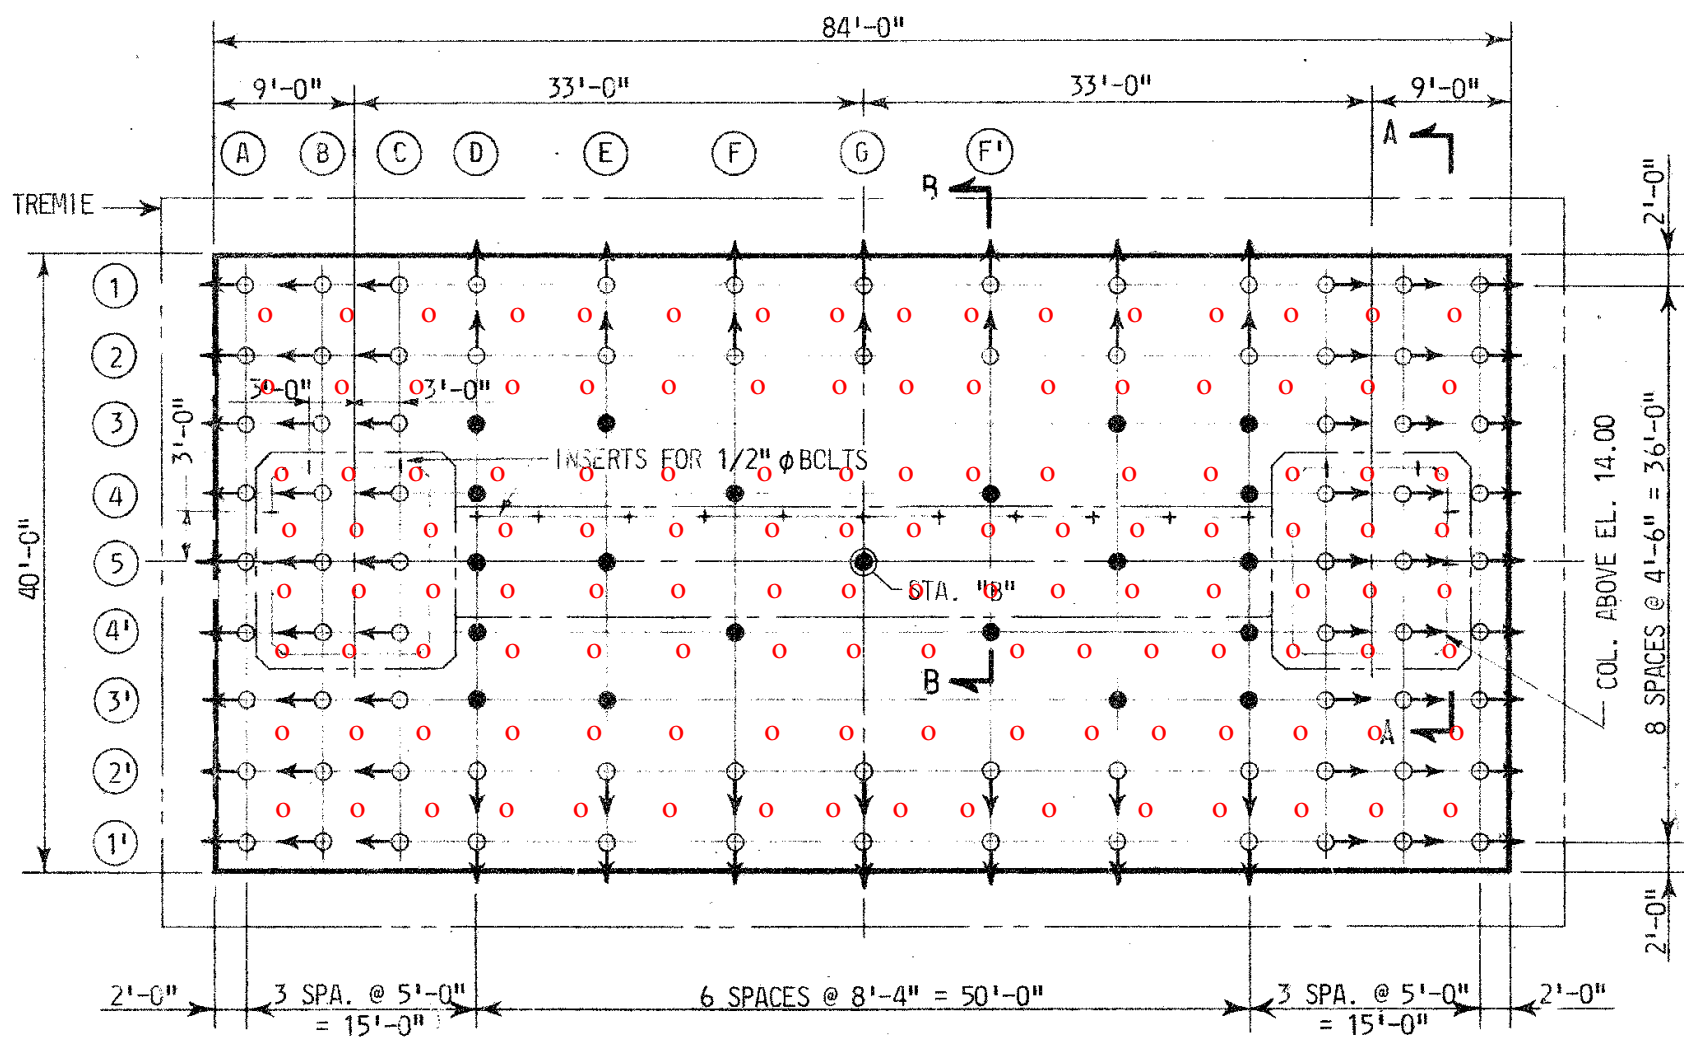 84'-0"
9'-0" 33'-0" 33'-0" 9'-0"
A B C D E F G F' A
TREMIE B 2'-0"
1
2
3'-0" 3'-0"
3 3'-0"
INSERTS FOR 1/2" φ BOLTS
4
40'-0" 5 STA. "B" COL. ABOVE EL. 14.00 8 SPACES @ 4'-6" = 36'-0"
4'
B
3'
A
2'
1'
2'-0"
2'-0" 3 SPA. @ 5'-0" 6 SPACES @ 8'-4" = 50'-0" 3 SPA. @ 5'-0" 2'-0"
= 15'-0" = 15'-0"